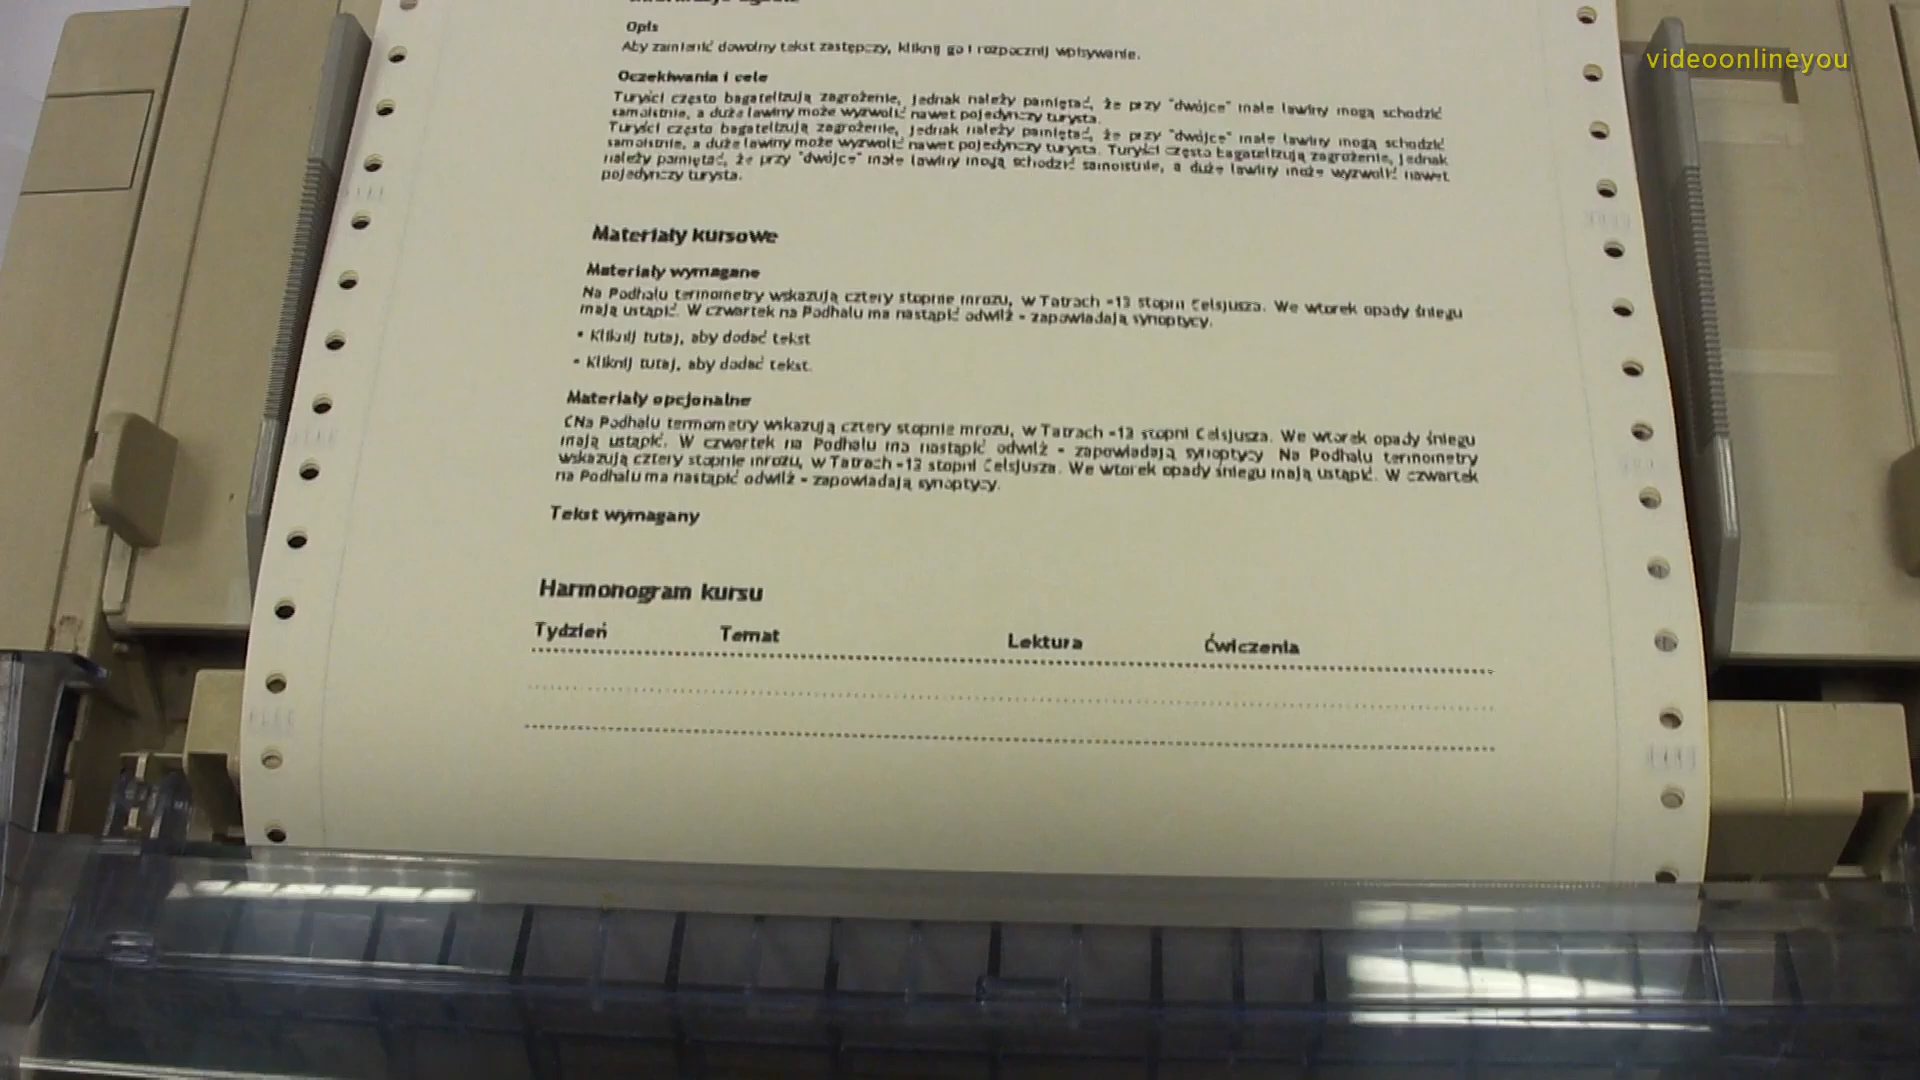 videoonlineyou
Opis
Aby zamienić dowolny tekst zastępczy, kliknij go i rozpocznij wpisywanie.
Oczekiwania i cele
Turyści często bagatelizują zagrożenie, jednak należy pamiętać, że przy "dwójce" małe lawiny mogą schodzić
samoistnie, a duże lawiny może wyzwolić nawet pojedynczy turysta.
Turyści często bagatelizują zagrożenie, jednak należy pamiętać, że przy "dwójce" małe lawiny mogą schodzić
samoistnie, a duże lawiny może wyzwolić nawet pojedynczy turysta. Turyści często bagatelizują zagrożenie, jednak
należy pamiętać, że przy "dwójce" małe lawiny mogą schodzić samoistnie, a duże lawiny może wyzwolić nawet
pojedynczy turysta.
Materiały kursowe
Materiały wymagane
Na Podhalu termometry wskazują cztery stopnie mrozu, w Tatrach -13 stopni Celsjusza. We wtorek opady śniegu
mają ustąpić. W czwartek na Podhalu ma nastąpić odwilż - zapowiadają synoptycy.
• Kliknij tutaj, aby dodać tekst
• Kliknij tutaj, aby dodać tekst.
Materiały opcjonalne
CNa Podhalu termometry wskazują cztery stopnie mrozu, w Tatrach -13 stopni Celsjusza. We wtorek opady śniegu
mają ustąpić. W czwartek na Podhalu ma nastąpić odwilż - zapowiadają synoptycy Na Podhalu termometry
wskazują cztery stopnie mrozu, w Tatrach -13 stopni Celsjusza. We wtorek opady śniegu mają ustąpić. W czwartek
na Podhalu ma nastąpić odwilż - zapowiadają synoptycy.
Tekst wymagany
Harmonogram kursu
Tydzień Temat Lektura Ćwiczenia